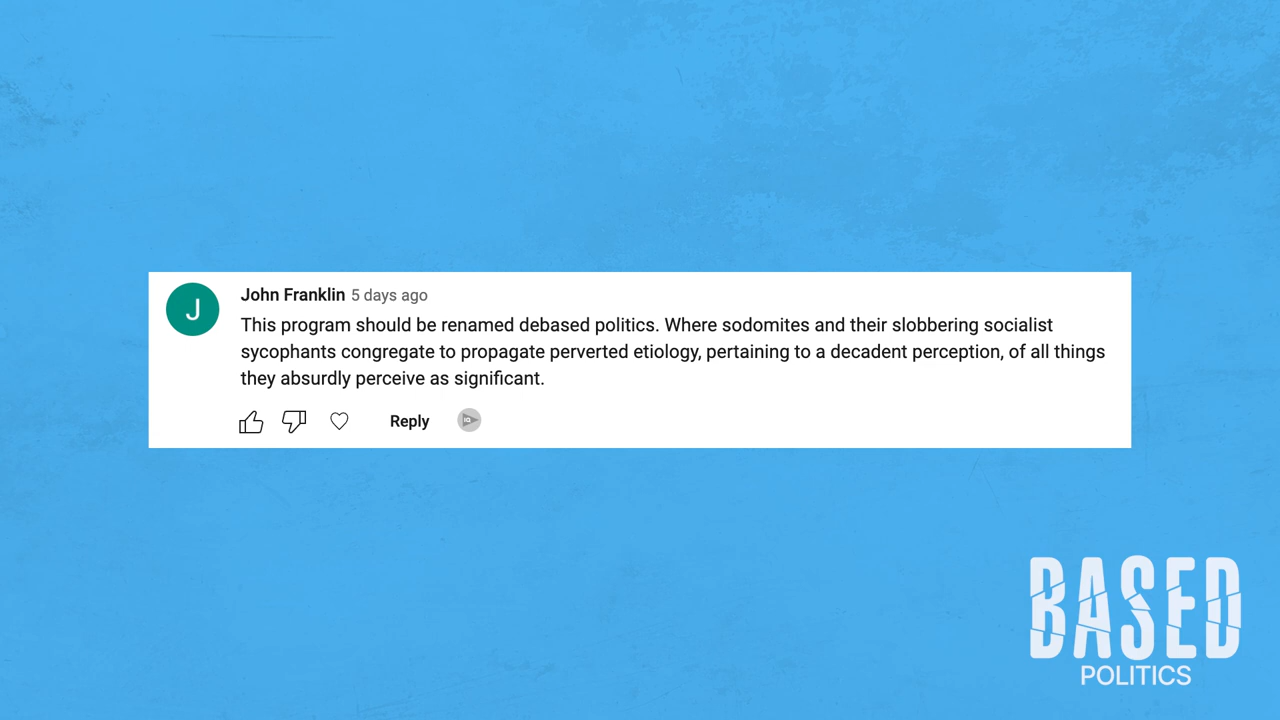 J
John Franklin 5 days ago
This program should be renamed debased politics. Where sodomites and their slobbering socialist
sycophants congregate to propagate perverted etiology, pertaining to a decadent perception, of all things
they absurdly perceive as significant.
Reply
BASED
POLITICS